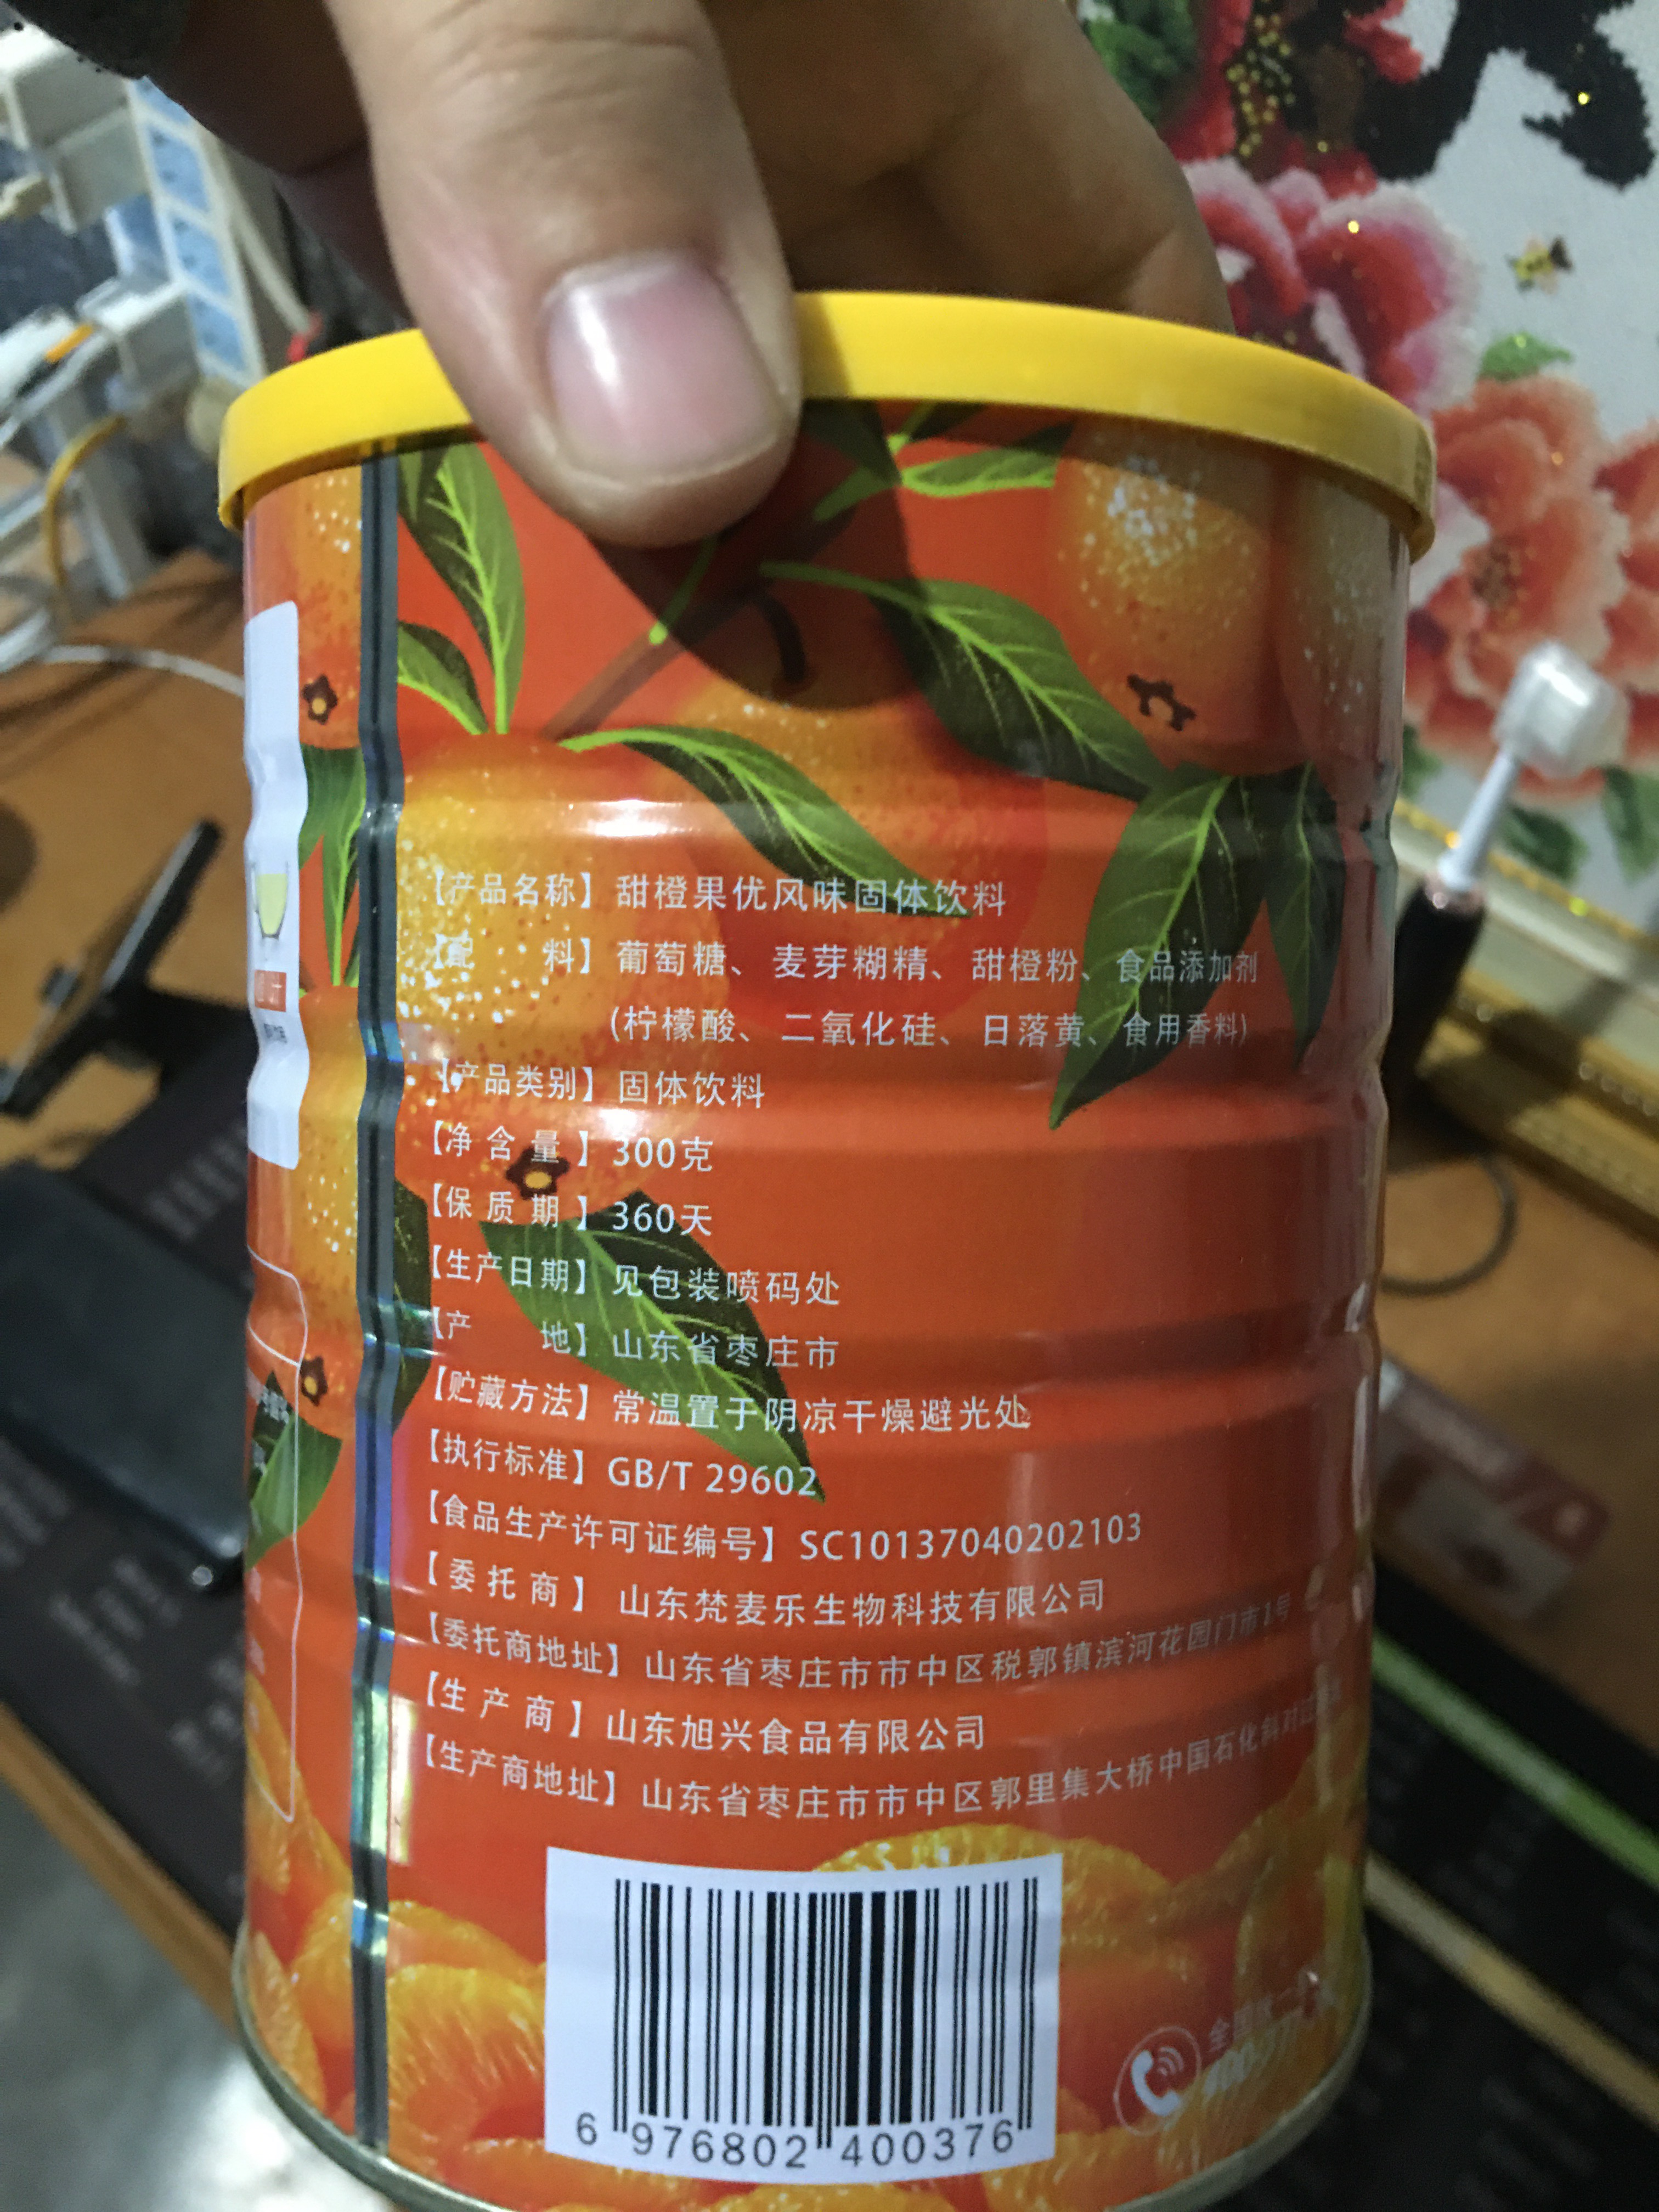 【产品名称】甜橙果优风味固体饮料
【配 料】葡萄糖、麦芽糊精、甜橙粉、食品添加剂
(柠檬酸、二氧化硅、日落黄、食用香料)
【产品类别】固体饮料
【净含量】300克
【保质期】360天
【生产日期】见包装喷码处
【产 地】山东省枣庄市
【贮藏方法】常温置于阴凉干燥避光处
【执行标准】GB/T 29602
【食品生产许可证编号】SC10137040202103
【委托商】山东梵麦乐生物科技有限公司
【委托商地址】山东省枣庄市市中区税郭镇滨河花园门市1号
【生产商】山东旭兴食品有限公司
【生产商地址】山东省枣庄市市中区郭里集大桥中国石化斜对
6 976802 400376